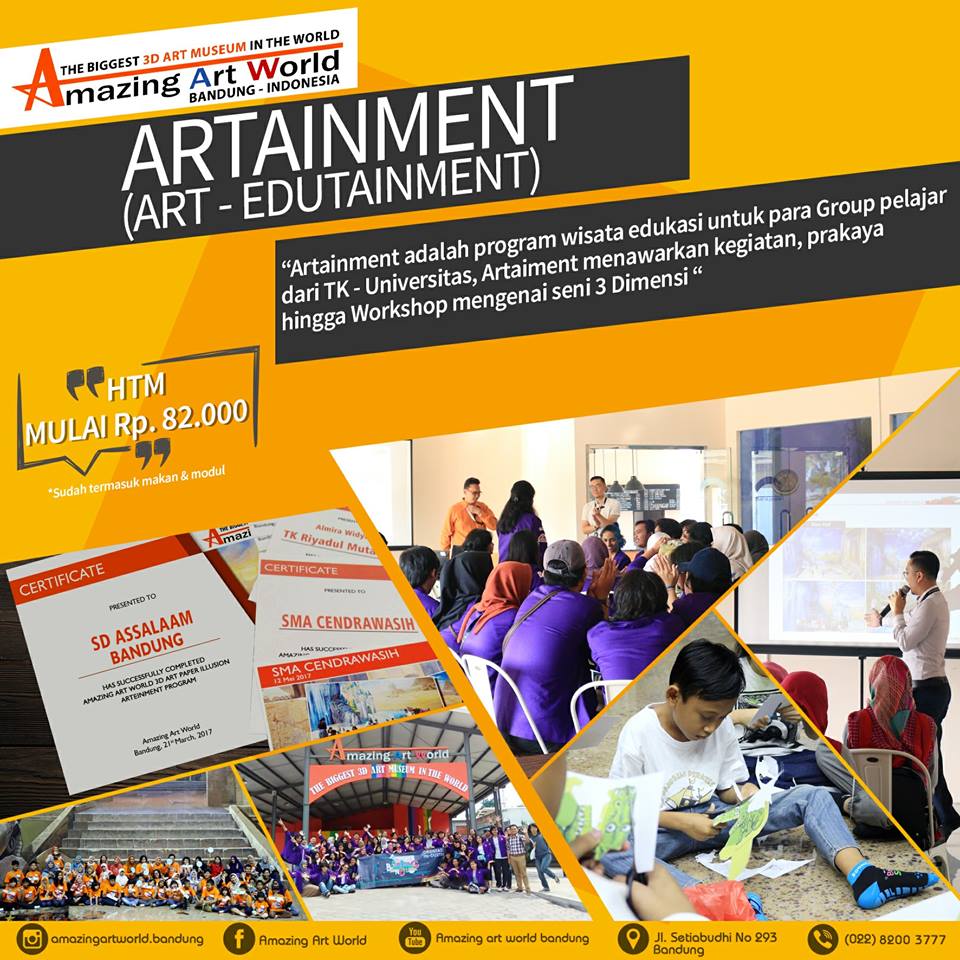 THE BIGGEST 3D ART MUSEUM IN THE WORLD
Amazing Art World
BANDUNG - INDONESIA
ARTAINMENT
(ART - EDUTAINMENT)
“Artainment adalah program wisata edukasi untuk para Group pelajar
dari TK - Universitas, Artaiment menawarkan kegiatan, prakaya
hingga Workshop mengenai seni 3 Dimensi “
HTM
MULAI Rp. 82.000
*Sudah termasuk makan & modul
CERTIFICATE
PRESENTED TO
SD ASSALAAM
BANDUNG
HAS SUCCESSFULLY COMPLETED
AMAZING ART WORLD 3D ART PAPER ILLUSION
ARTEINMENT PROGRAM
Amazing Art World
Bandung, 21st March, 2017
THE BIGGEST
Amazi
Almira Widy
TK Riyadul Muta
CERTIFICATE
PRESENTED TO
SMA CENDRAWASIH
HAS SUCCESSF
SMA CENDRAWASIH
12 Mei 2017
Amazing Art World
THE BIGGEST 3D ART MUSEUM IN THE WORLD
amazingartworld.bandung
Amazing Art World
You
Tube
Amazing art world bandung
Jl. Setiabudhi No 293
Bandung
(022) 8200 3777